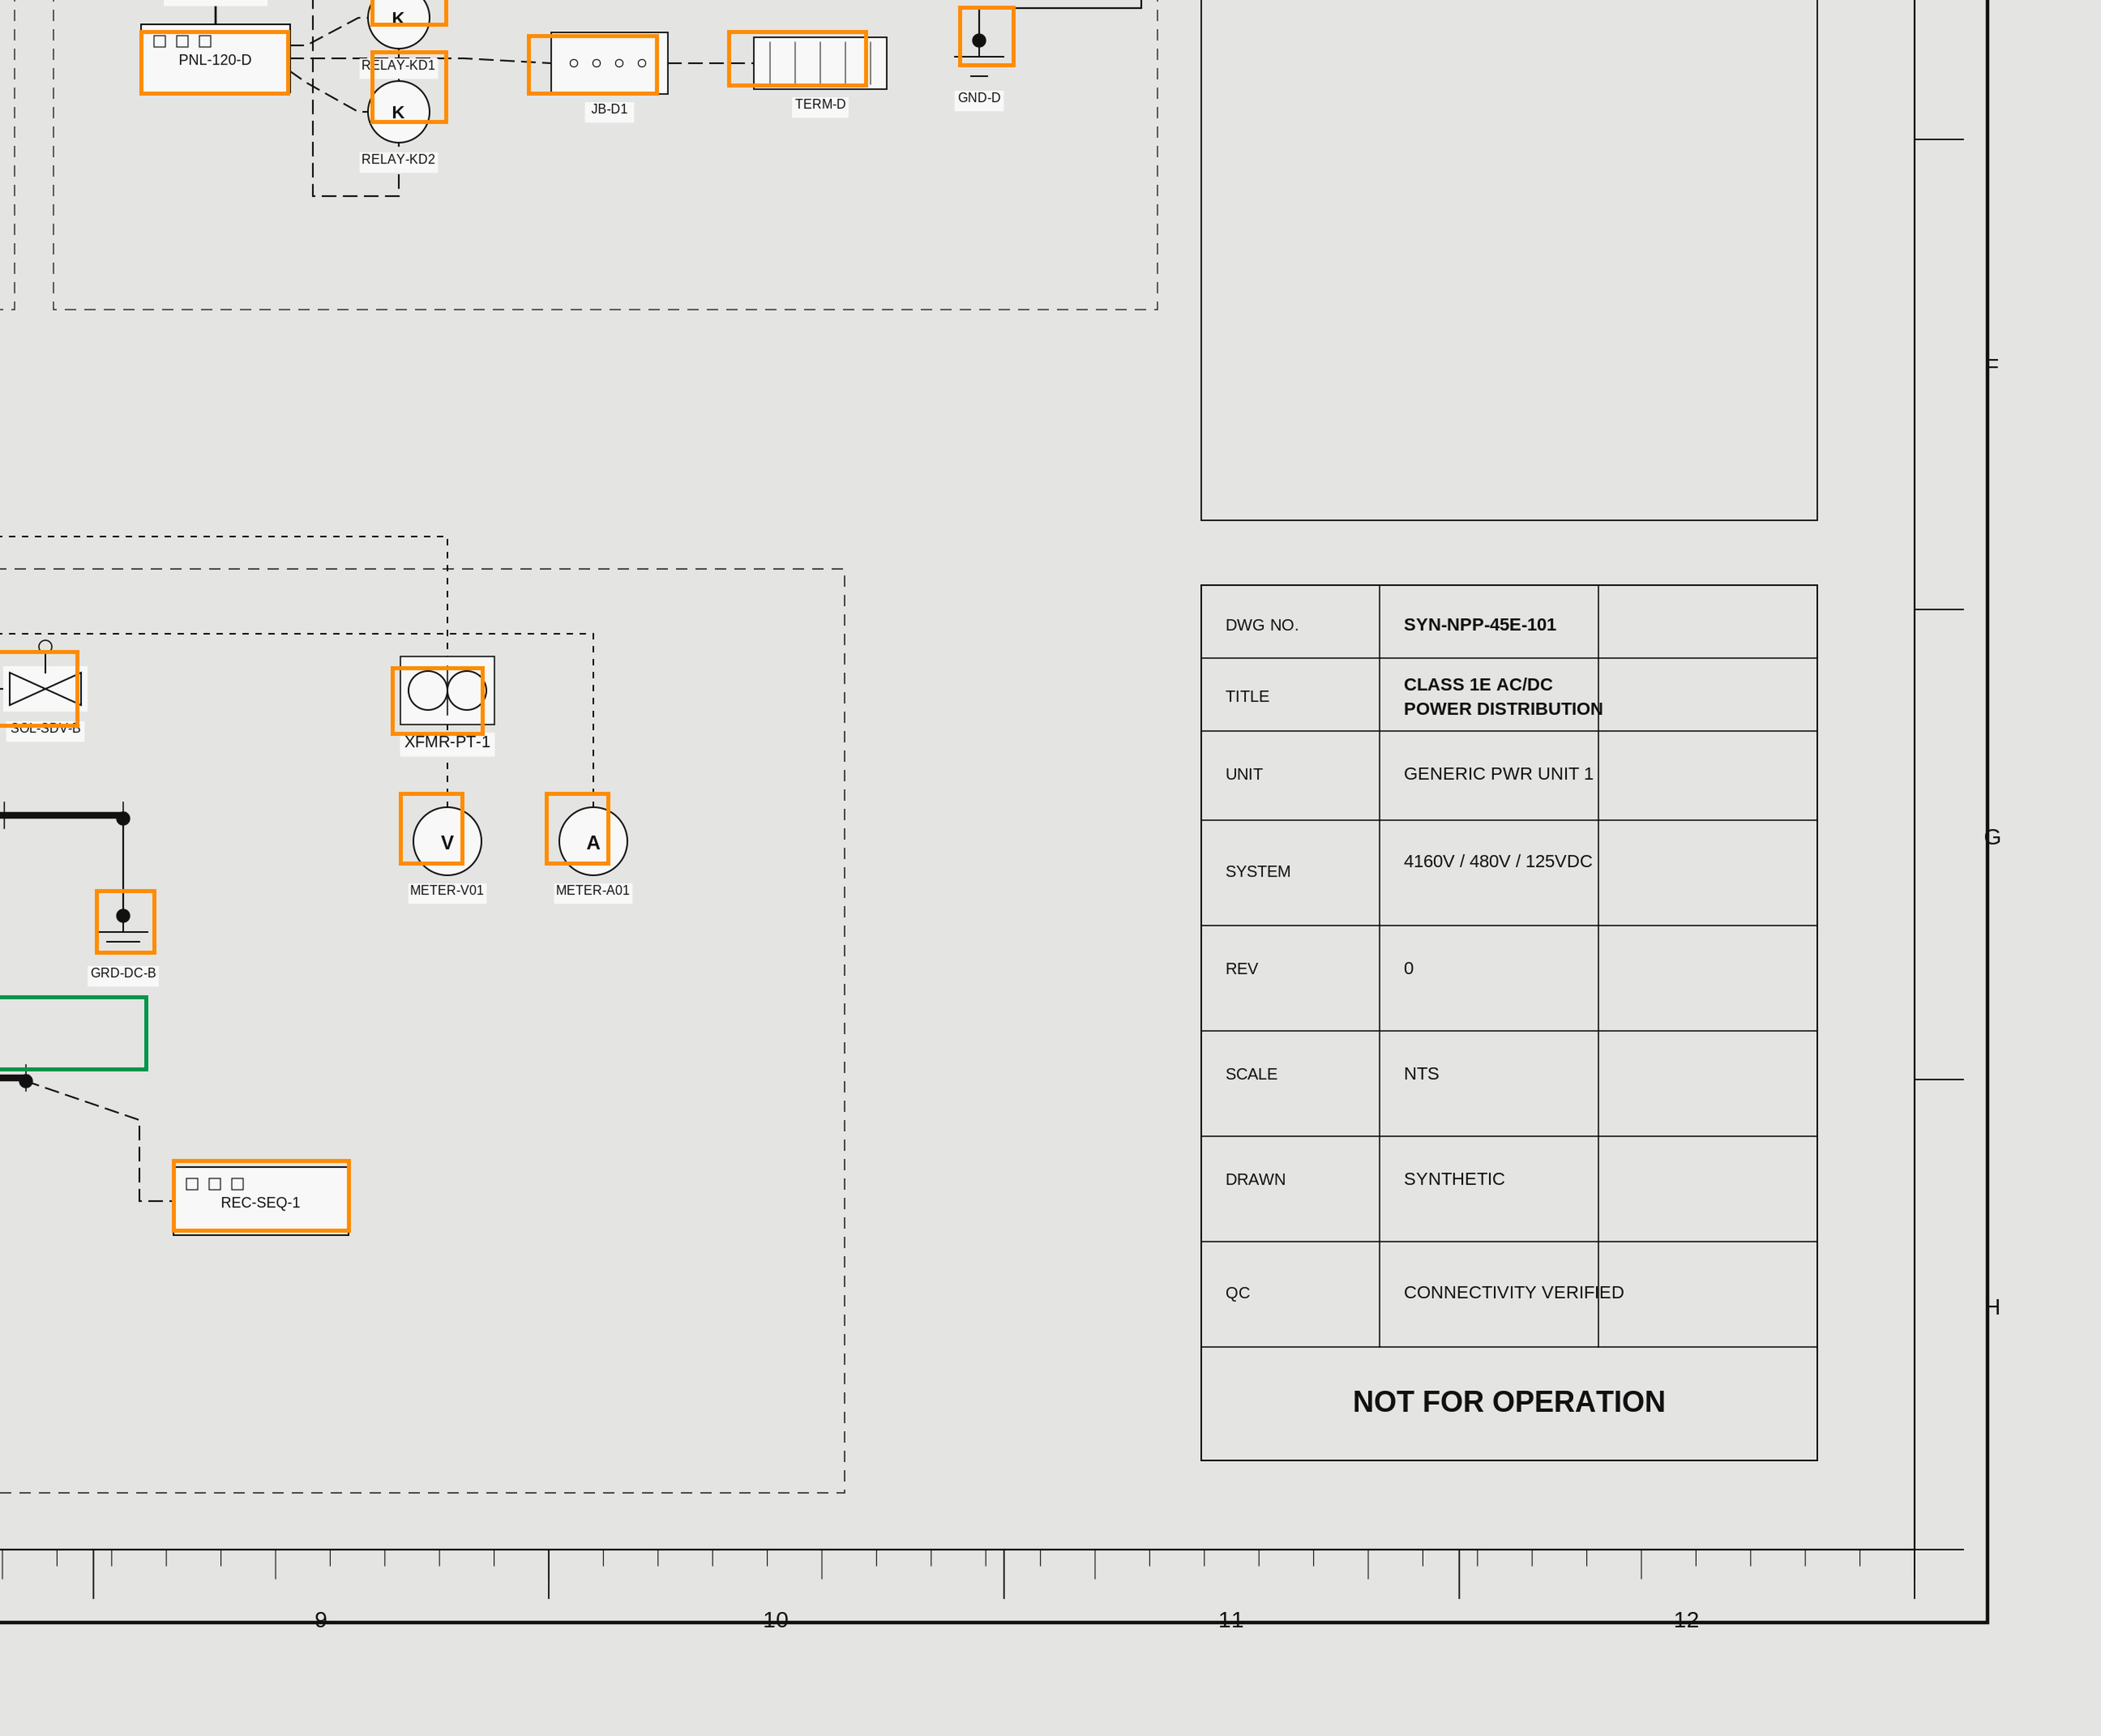 K
PNL-120-D
RELAY-KD1
K
RELAY-KD2
JB-D1
TERM-D
GND-D
F
SOL-SDV-B
XFMR-PT-1
V
A
METER-V01
METER-A01
GRD-DC-B
REC-SEQ-1
DWG NO. SYN-NPP-45E-101
TITLE CLASS 1E AC/DC
POWER DISTRIBUTION
UNIT GENERIC PWR UNIT 1
SYSTEM 4160V / 480V / 125VDC
G
REV 0
SCALE NTS
DRAWN SYNTHETIC
QC CONNECTIVITY VERIFIED
H
NOT FOR OPERATION
9 10 11 12